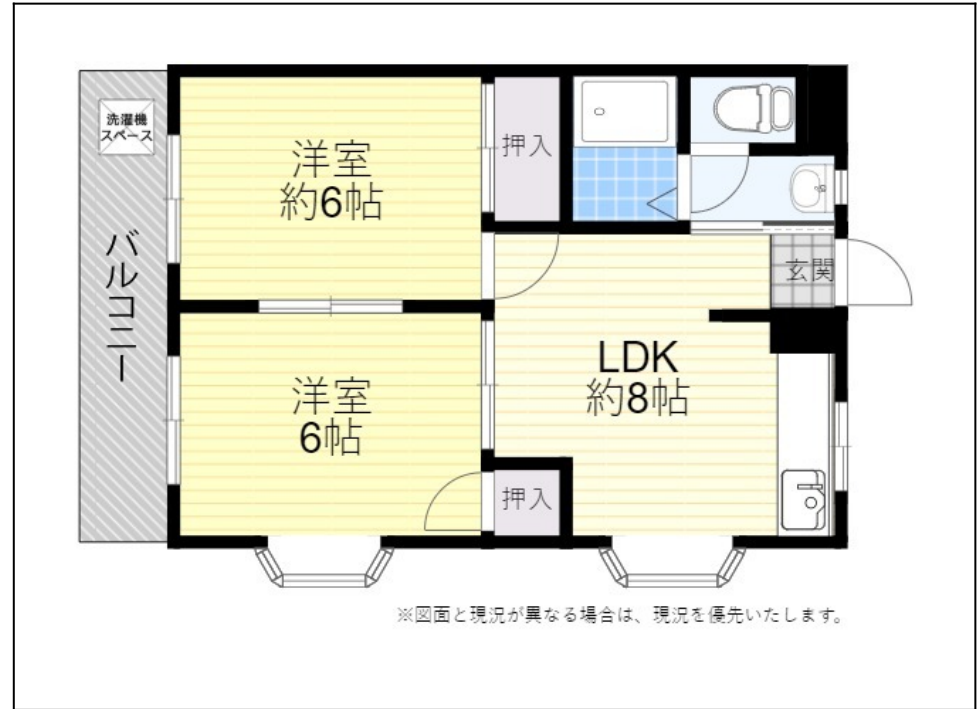 洗濯機
スペース
バルコニー
洋室
約6帖
押入
玄関
LDK
約8帖
洋室
6帖
押入
※図面と現況が異なる場合は、現況を優先いたします。